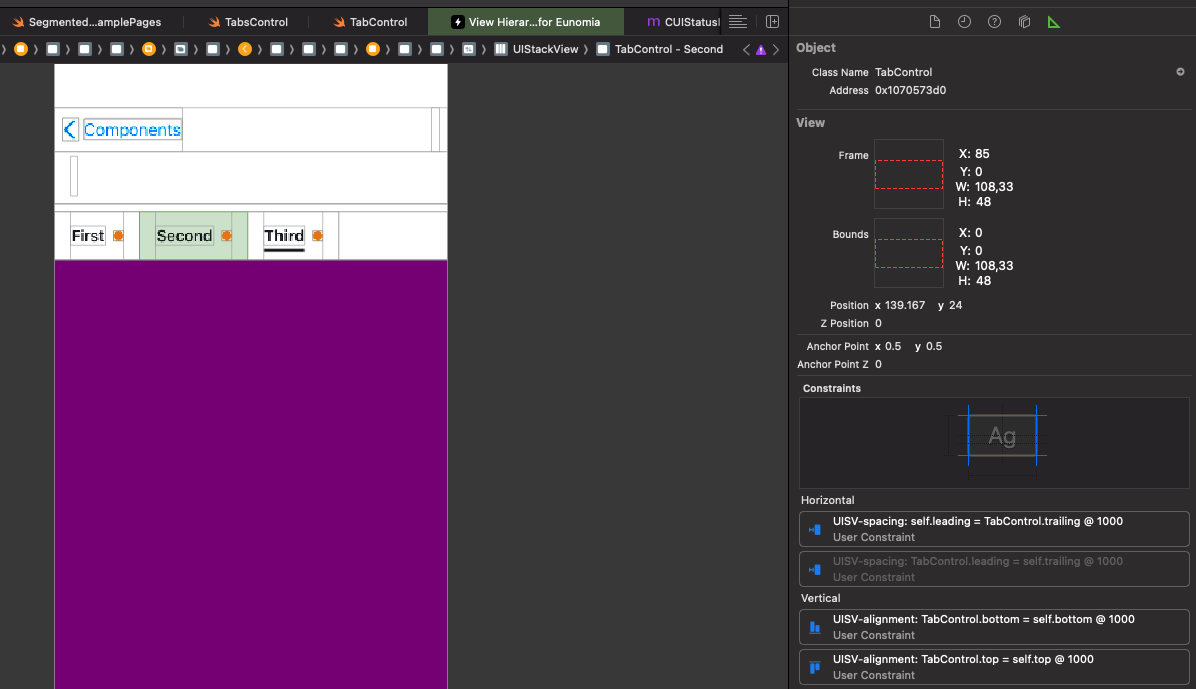 Segmented...amplePages
TabsControl
TabControl
View Hierar...for Eunomia
CUIStatusI
UIStackView
TabControl - Second
Components
First
Second
Third
Object
Class Name TabControl
Address 0x1070573d0
View
Frame
X: 85
Y: 0
W: 108,33
H: 48
Bounds
X: 0
Y: 0
W: 108,33
H: 48
Position x 139.167 y 24
Z Position 0
Anchor Point x 0.5 y 0.5
Anchor Point Z 0
Constraints
Ag
Horizontal
UISV-spacing: self.leading = TabControl.trailing @ 1000
User Constraint
UISV-spacing: TabControl.leading = self.trailing @ 1000
User Constraint
Vertical
UISV-alignment: TabControl.bottom = self.bottom @ 1000
User Constraint
UISV-alignment: TabControl.top = self.top @ 1000
User Constraint